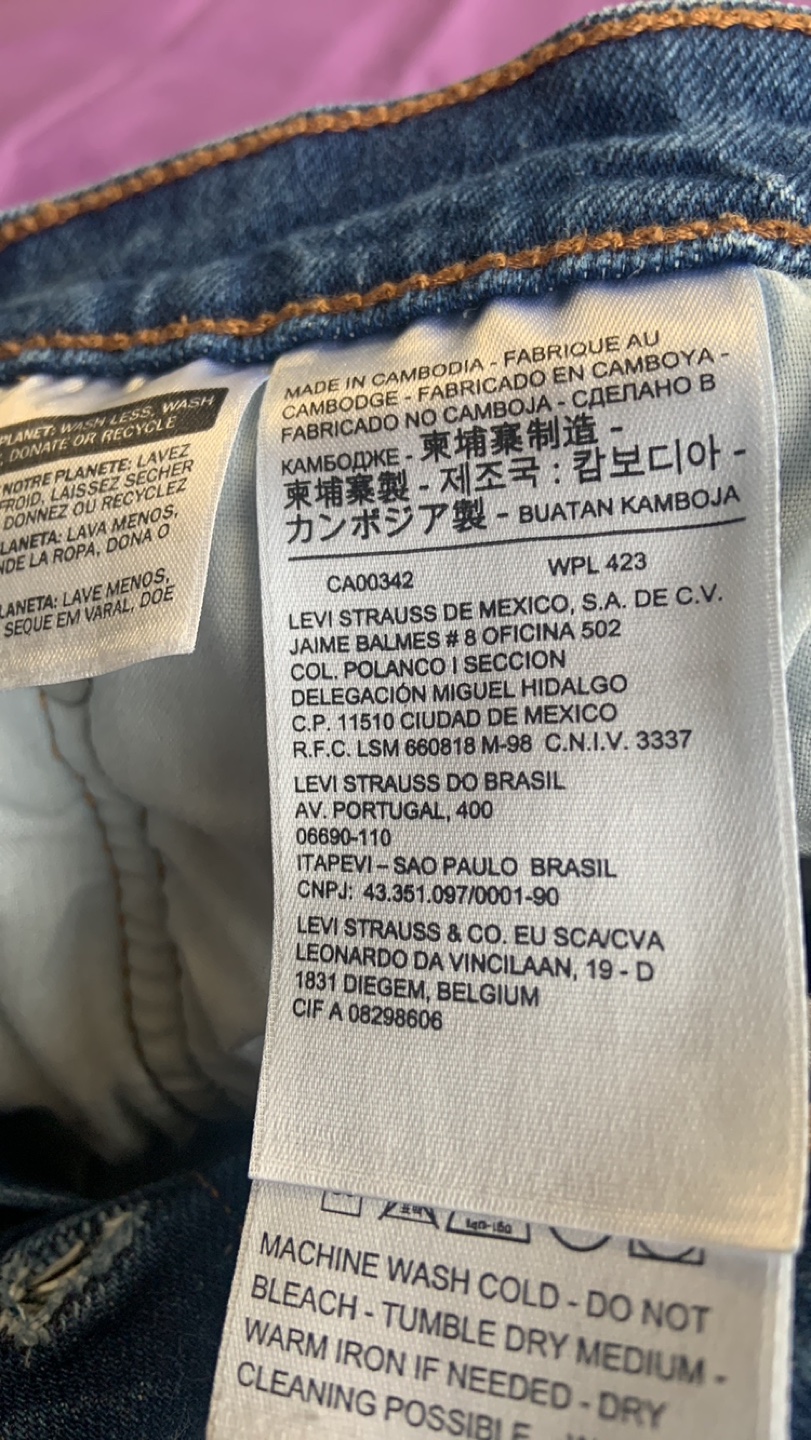 PLANET: WASH LESS, WASH
, DONATE OR RECYCLE
NOTRE PLANETE: LAVEZ
FROID, LAISSEZ SECHER
DONNEZ OU RECYCLEZ
LANETA: LAVA MENOS,
NDE LA ROPA, DONA O
LANETA: LAVE MENOS,
SEQUE EM VARAL, DOE
MADE IN CAMBODIA - FABRIQUE AU
CAMBODGE - FABRICADO EN CAMBOYA -
FABRICADO NO CAMBOJA - СДЕЛАНО В
КАМБОДЖЕ - 柬埔寨制造 -
柬埔寨製 - 제조국 : 캄보디아 -
カンボジア製 - BUATAN KAMBOJA
CA00342 WPL 423
LEVI STRAUSS DE MEXICO, S.A. DE C.V.
JAIME BALMES # 8 OFICINA 502
COL. POLANCO I SECCION
DELEGACIÓN MIGUEL HIDALGO
C.P. 11510 CIUDAD DE MEXICO
R.F.C. LSM 660818 M-98 C.N.I.V. 3337
LEVI STRAUSS DO BRASIL
AV. PORTUGAL, 400
06690-110
ITAPEVI – SAO PAULO BRASIL
CNPJ: 43.351.097/0001-90
LEVI STRAUSS & CO. EU SCA/CVA
LEONARDO DA VINCILAAN, 19 - D
1831 DIEGEM, BELGIUM
CIF A 08298606
MACHINE WASH COLD - DO NOT
BLEACH - TUMBLE DRY MEDIUM -
WARM IRON IF NEEDED - DRY
CLEANING POSSIBLE